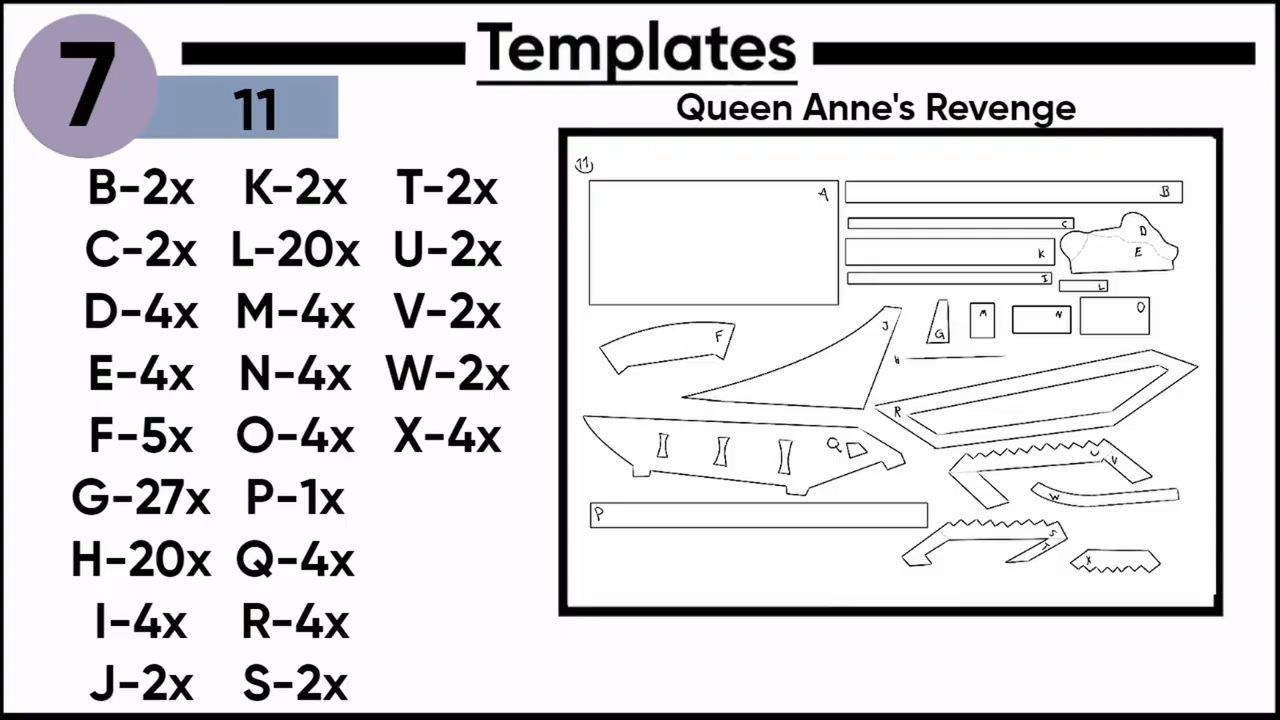 7
11
Templates
Queen Anne's Revenge
B-2x K-2x T-2x
C-2x L-20x U-2x
D-4x M-4x V-2x
E-4x N-4x W-2x
F-5x O-4x X-4x
G-27x P-1x
H-20x Q-4x
I-4x R-4x
J-2x S-2x
11
A
B
C
D
K
E
I
L
F
J
G
M
N
O
H
R
Q
U
V
P
W
S
T
X